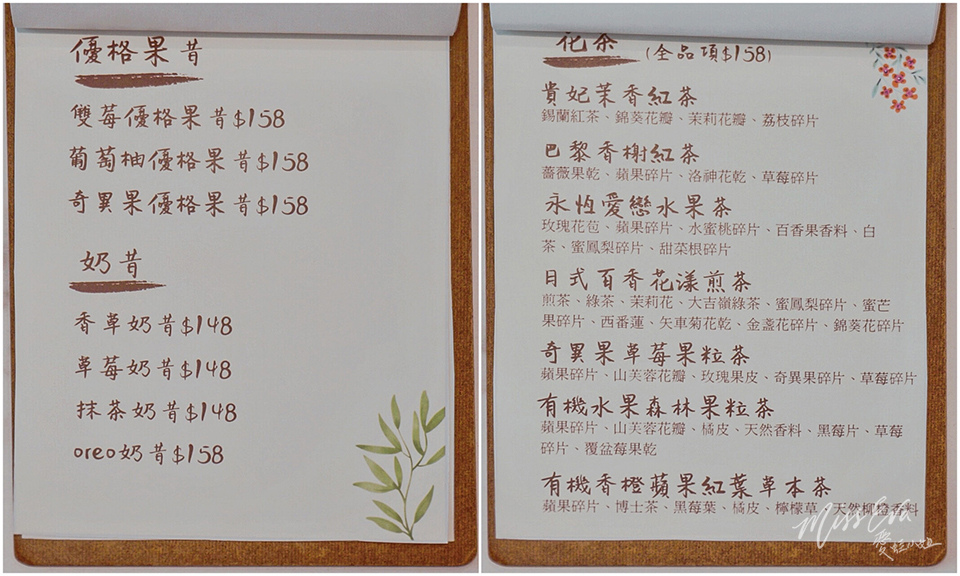 優格果昔
雙莓優格果昔$158
葡萄柚優格果昔$158
奇異果優格果昔$158
奶昔
香草奶昔$148
草莓奶昔$148
抹茶奶昔$148
oreo奶昔$158
花茶 (全品項$158)
貴妃茉香紅茶
錫蘭紅茶、錦葵花瓣、茉莉花瓣、荔枝碎片
巴黎香榭紅茶
薔薇果乾、蘋果碎片、洛神花乾、草莓碎片
永恆愛戀水果茶
玫瑰花苞、蘋果碎片、水蜜桃碎片、百香果香料、白
茶、蜜鳳梨碎片、甜菜根碎片
日式百香花漾煎茶
煎茶、綠茶、茉莉花、大吉嶺綠茶、蜜鳳梨碎片、蜜芒
果碎片、西番蓮、矢車菊花乾、金盞花碎片、錦葵花碎片
奇異果草莓果粒茶
蘋果碎片、山芙蓉花瓣、玫瑰果皮、奇異果碎片、草莓碎片
有機水果森林果粒茶
蘋果碎片、山芙蓉花瓣、橘皮、天然香料、黑莓片、草莓
碎片、覆盆莓果乾
有機香橙蘋果紅葉草本茶
蘋果碎片、博士茶、黑莓葉、橘皮、檸檬草、天然柳橙香料
Miss Eva